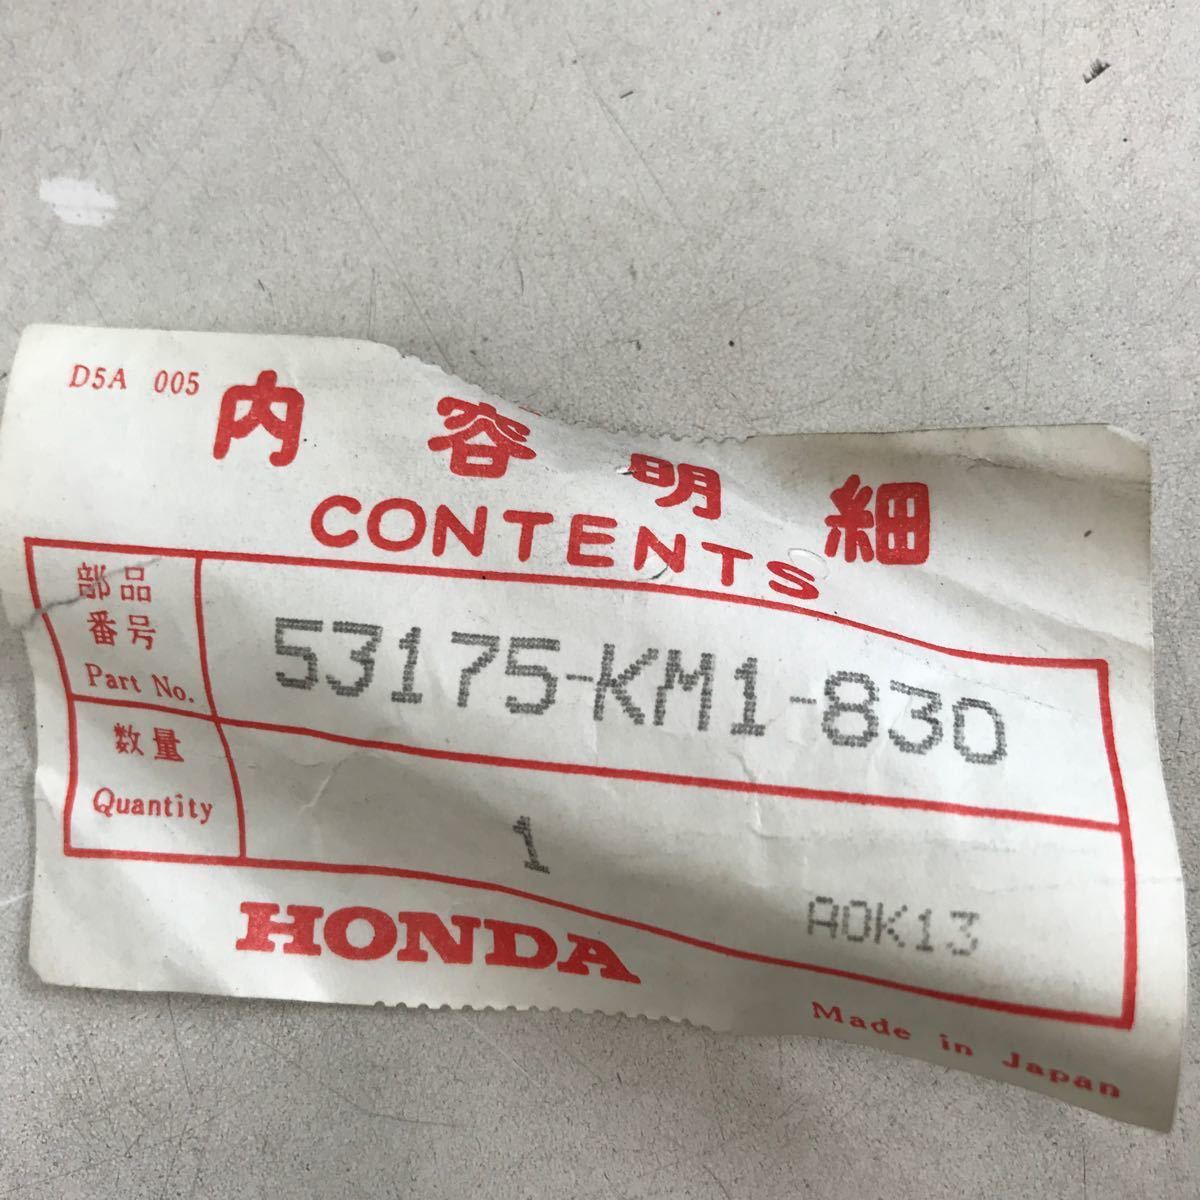 D5A 005
内容明細
CONTENTS
部品
番号
Part No.
53175-KM1-830
数量
Quantity
1
A0K13
HONDA
Made in Japan